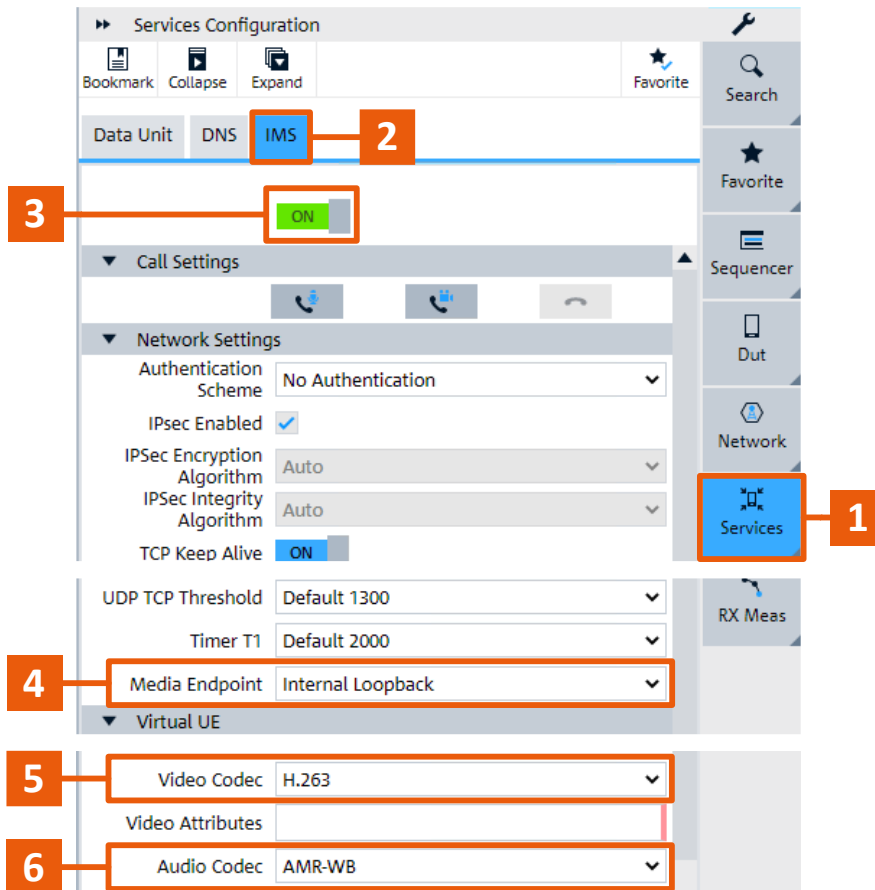 Services Configuration
Bookmark Collapse Expand Favorite
Search
Data Unit DNS IMS 2
Favorite
3 ON
Call Settings
Sequencer
Network Settings
Authentication Scheme No Authentication
Dut
IPsec Enabled
Network
IPSec Encryption Algorithm Auto
IPSec Integrity Algorithm Auto
Services 1
TCP Keep Alive ON
UDP TCP Threshold Default 1300
RX Meas
Timer T1 Default 2000
4 Media Endpoint Internal Loopback
Virtual UE
5 Video Codec H.263
Video Attributes
6 Audio Codec AMR-WB